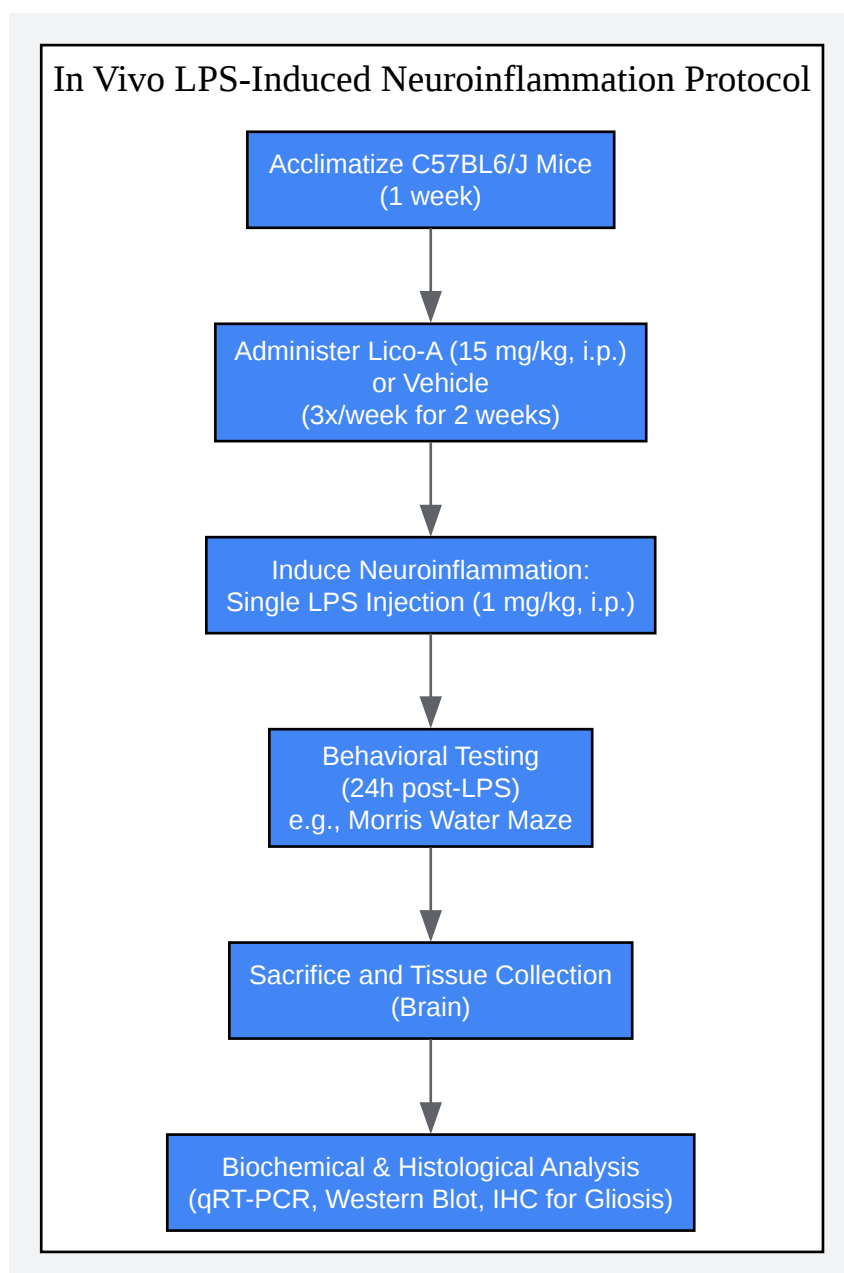 In Vivo LPS-Induced Neuroinflammation Protocol
Acclimatize C57BL6/J Mice
(1 week)
Administer Lico-A (15 mg/kg, i.p.)
or Vehicle
(3x/week for 2 weeks)
Induce Neuroinflammation:
Single LPS Injection (1 mg/kg, i.p.)
Behavioral Testing
(24h post-LPS)
e.g., Morris Water Maze
Sacrifice and Tissue Collection
(Brain)
Biochemical & Histological Analysis
(qRT-PCR, Western Blot, IHC for Gliosis)